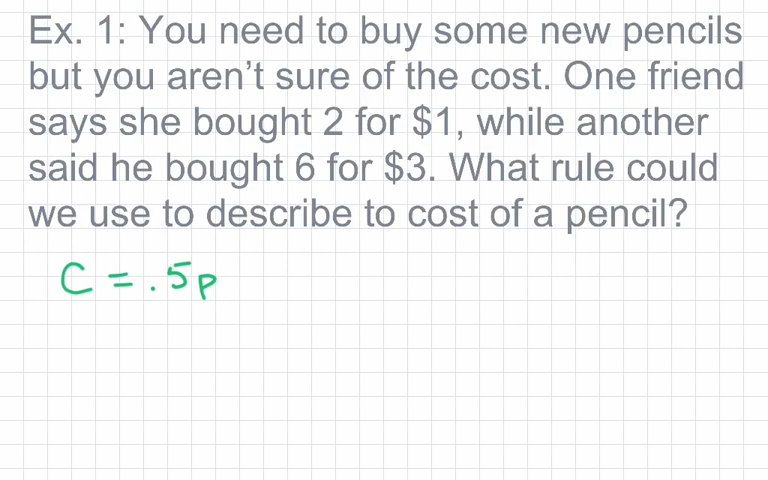 Ex. 1: You need to buy some new pencils
but you aren’t sure of the cost. One friend
says she bought 2 for $1, while another
said he bought 6 for $3. What rule could
we use to describe to cost of a pencil?
C = .5p